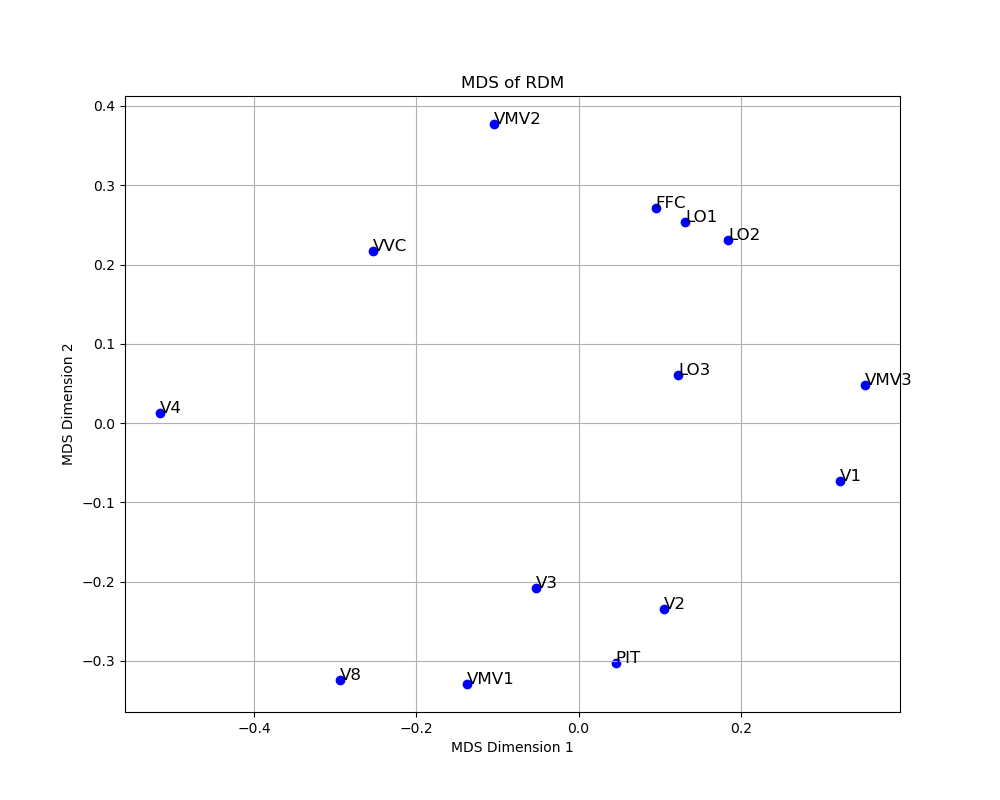 MDS of RDM
0.4
VMV2
0.3
FFC
LO1
LO2
VVC
0.2
MDS Dimension 2
0.1
LO3
VMV3
V4
0.0
V1
−0.1
V3
−0.2
V2
PIT
−0.3
V8
VMV1
−0.4 −0.2 0.0 0.2
MDS Dimension 1